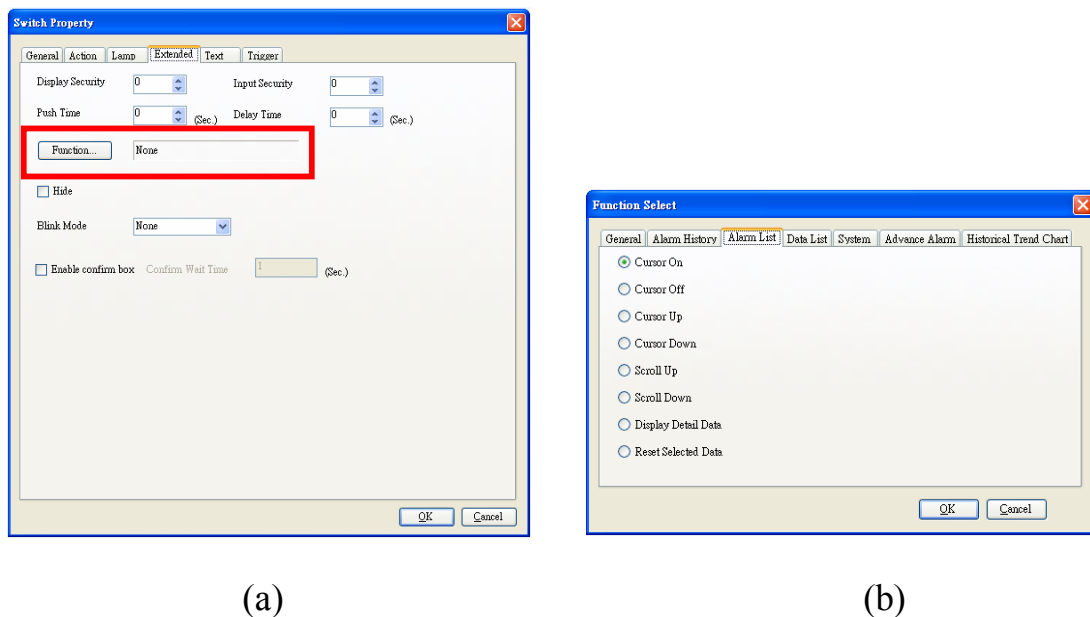 Switch Property
General Action Lamp Extended Text Trigger
Display Security 0 Input Security 0
Push Time 0 (Sec.) Delay Time 0 (Sec.)
Function... None
Hide
Blink Mode None
Enable confirm box Confirm Wait Time 1 (Sec.)
OK Cancel
(a)
Function Select
General Alarm History Alarm List Data List System Advance Alarm Historical Trend Chart
Cursor On
Cursor Off
Cursor Up
Cursor Down
Scroll Up
Scroll Down
Display Detail Data
Reset Selected Data
OK Cancel
(b)